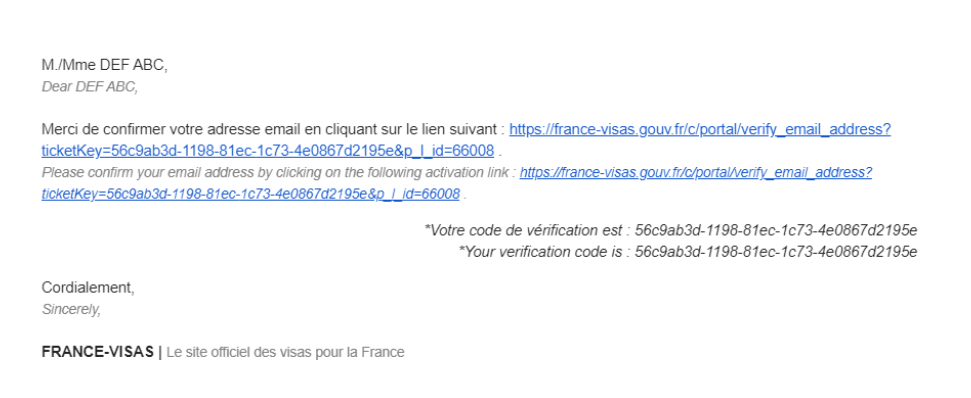 M./Mme DEF ABC,
Dear DEF ABC,
Merci de confirmer votre adresse email en cliquant sur le lien suivant : https://france-visas.gouv.fr/c/portal/verify_email_address?
ticketKey=56c9ab3d-1198-81ec-1c73-4e0867d2195e&p_l_id=66008 .
Please confirm your email address by clicking on the following activation link : https://france-visas.gouv.fr/c/portal/verify_email_address?
ticketKey=56c9ab3d-1198-81ec-1c73-4e0867d2195e&p_l_id=66008 .
*Votre code de vérification est : 56c9ab3d-1198-81ec-1c73-4e0867d2195e
*Your verification code is : 56c9ab3d-1198-81ec-1c73-4e0867d2195e
Cordialement,
Sincerely,
FRANCE-VISAS | Le site officiel des visas pour la France